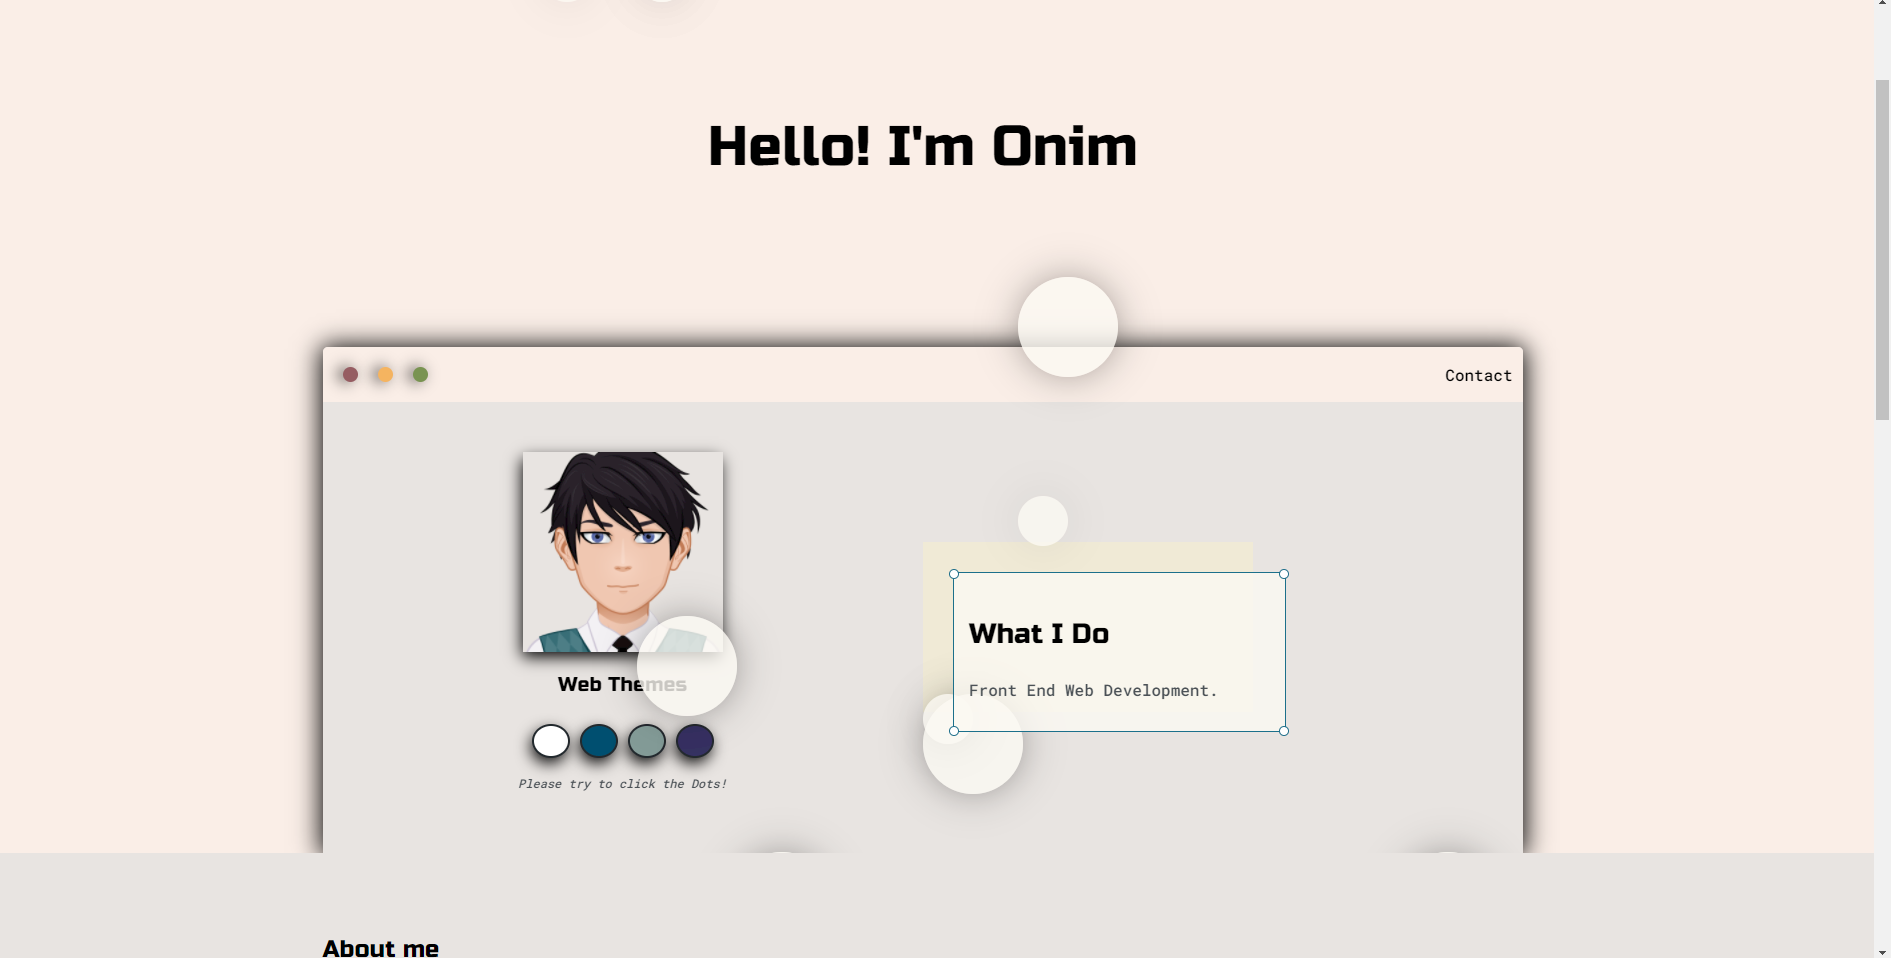 Hello! I'm Onim
Contact
Web Themes
Please try to click the Dots!
What I Do
Front End Web Development.
About me